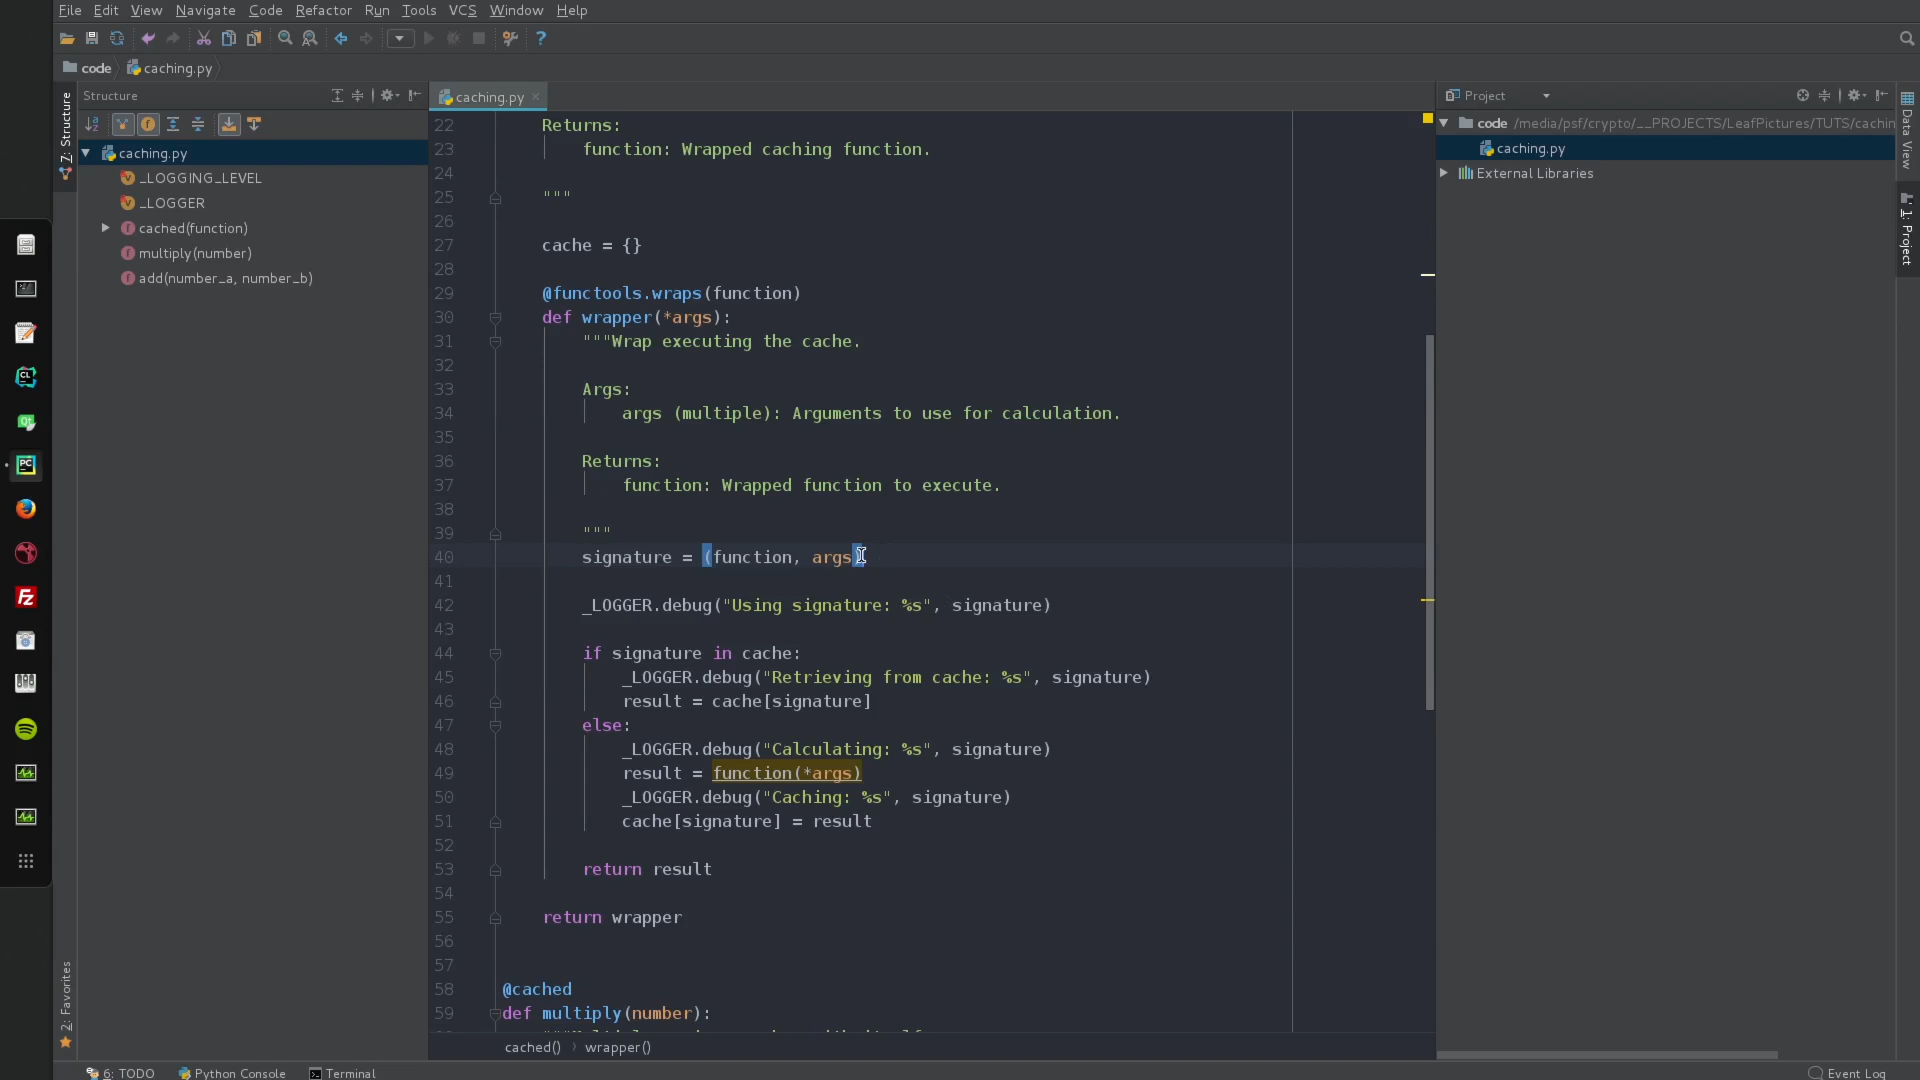 File Edit View Navigate Code Refactor Run Tools VCS Window Help
code caching.py
Structure
caching.py
Project
Z: Structure
caching.py
_LOGGING_LEVEL
_LOGGER
cached(function)
multiply(number)
add(number_a, number_b)
2: Favorites
22 Returns:
23 function: Wrapped caching function.
24
25 """
26
27 cache = {}
28
29 @functools.wraps(function)
30 def wrapper(*args):
31 """Wrap executing the cache.
32
33 Args:
34 args (multiple): Arguments to use for calculation.
35
36 Returns:
37 function: Wrapped function to execute.
38
39 """
40 signature = (function, args)
41
42 _LOGGER.debug("Using signature: %s", signature)
43
44 if signature in cache:
45 _LOGGER.debug("Retrieving from cache: %s", signature)
46 result = cache[signature]
47 else:
48 _LOGGER.debug("Calculating: %s", signature)
49 result = function(*args)
50 _LOGGER.debug("Caching: %s", signature)
51 cache[signature] = result
52
53 return result
54
55 return wrapper
56
57
58 @cached
59 def multiply(number):
cached() wrapper()
code /media/psf/crypto/__PROJECTS/LeafPictures/TUTS/cachin
caching.py
External Libraries
Data View
1: Project
6: TODO Python Console Terminal Event Log